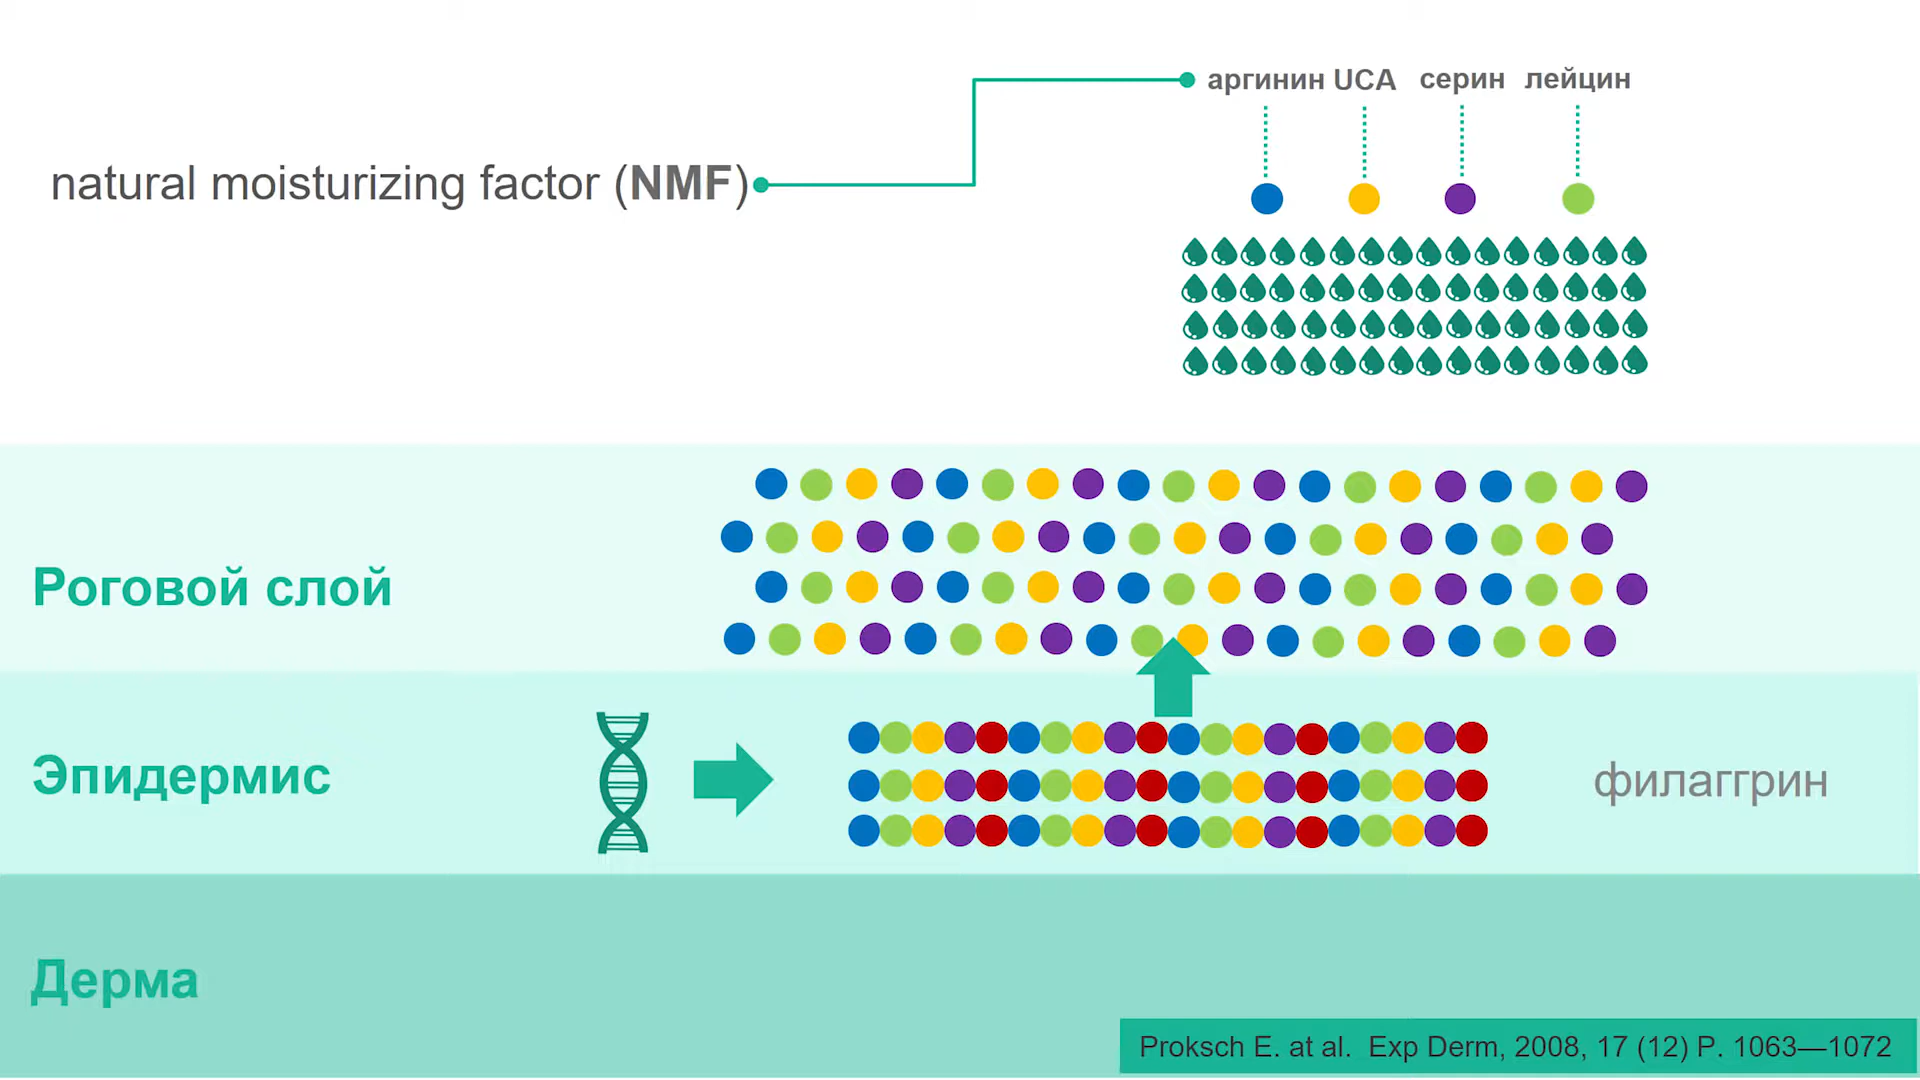 аргинин UCA серин лейцин
natural moisturizing factor (NMF)
Роговой слой
Эпидермис
филаггрин
Дерма
Proksch E. at al. Exp Derm, 2008, 17 (12) P. 1063—1072